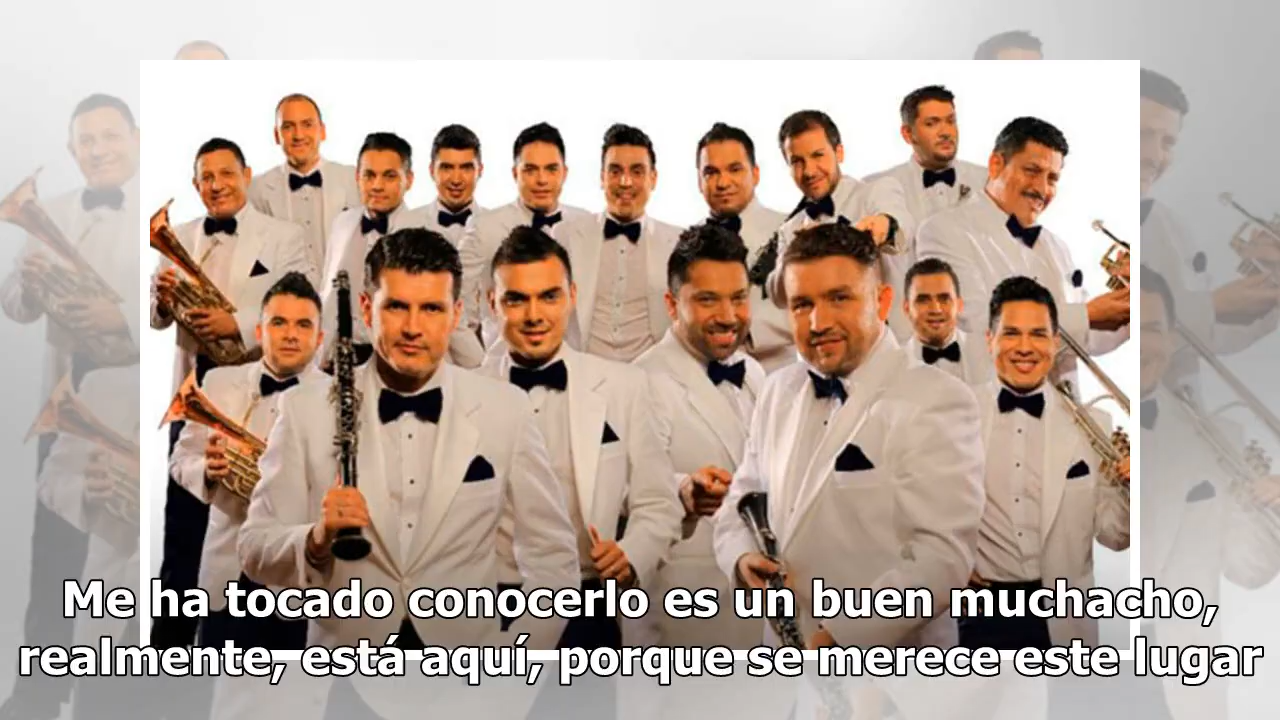 Me ha tocado conocerlo es un buen muchacho,
realmente, está aquí, porque se merece este lugar